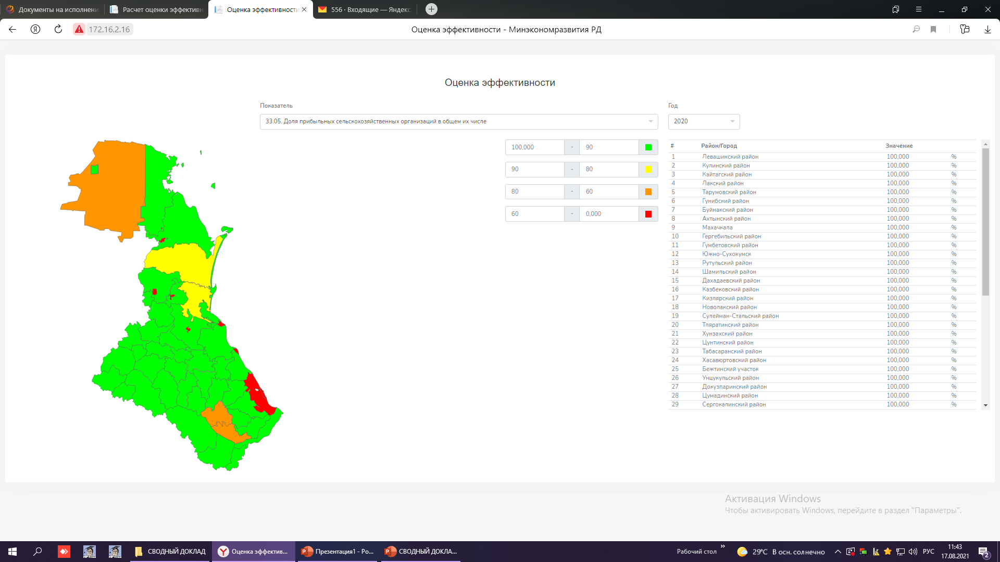 Документы на исполнени
Расчет оценки эффективн
Оценка эффективности
556 · Входящие — Яндекс.
172.16.2.16
Оценка эффективности - Минэкономразвития РД
Оценка эффективности
Показатель
Год
33.05. Доля прибыльных сельскохозяйственных организаций в общем их числе
2020
100,000 - 90
90 - 80
80 - 60
60 - 0,000
# Район/Город Значение
1 Левашинский район 100,000 %
2 Кулинский район 100,000 %
3 Кайтагский район 100,000 %
4 Лакский район 100,000 %
5 Тарумовский район 100,000 %
6 Гунибский район 100,000 %
7 Буйнакский район 100,000 %
8 Ахтынский район 100,000 %
9 Махачкала 100,000 %
10 Гергебильский район 100,000 %
11 Гумбетовский район 100,000 %
12 Южно-Сухокумск 100,000 %
13 Рутульский район 100,000 %
14 Шамильский район 100,000 %
15 Дахадаевский район 100,000 %
16 Казбековский район 100,000 %
17 Кизлярский район 100,000 %
18 Новолакский район 100,000 %
19 Сулейман-Стальский район 100,000 %
20 Тляратинский район 100,000 %
21 Хунзахский район 100,000 %
22 Цунтинский район 100,000 %
23 Табасаранский район 100,000 %
24 Хасавюртовский район 100,000 %
25 Бежтинский участок 100,000 %
26 Унцукульский район 100,000 %
27 Докузпаринский район 100,000 %
28 Цумадинский район 100,000 %
29 Сергокалинский район 100,000 %
Активация Windows
Чтобы активировать Windows, перейдите в раздел "Параметры".
СВОДНЫЙ ДОКЛАД
Оценка эффектив...
Презентация1 - Po...
СВОДНЫЙ ДОКЛА...
Рабочий стол
29°C В осн. солнечно
РУС
11:43
17.08.2021
2